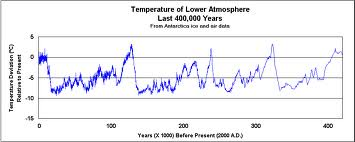 Temperature of Lower Atmosphere
Last 400,000 Years
From Antarctica ice and air data
Temperature Deviation (ºC)
Relative to Present
5
0
-5
-10
-15
0
100
200
300
400
Years (X 1000) Before Present (2000 A.D.)